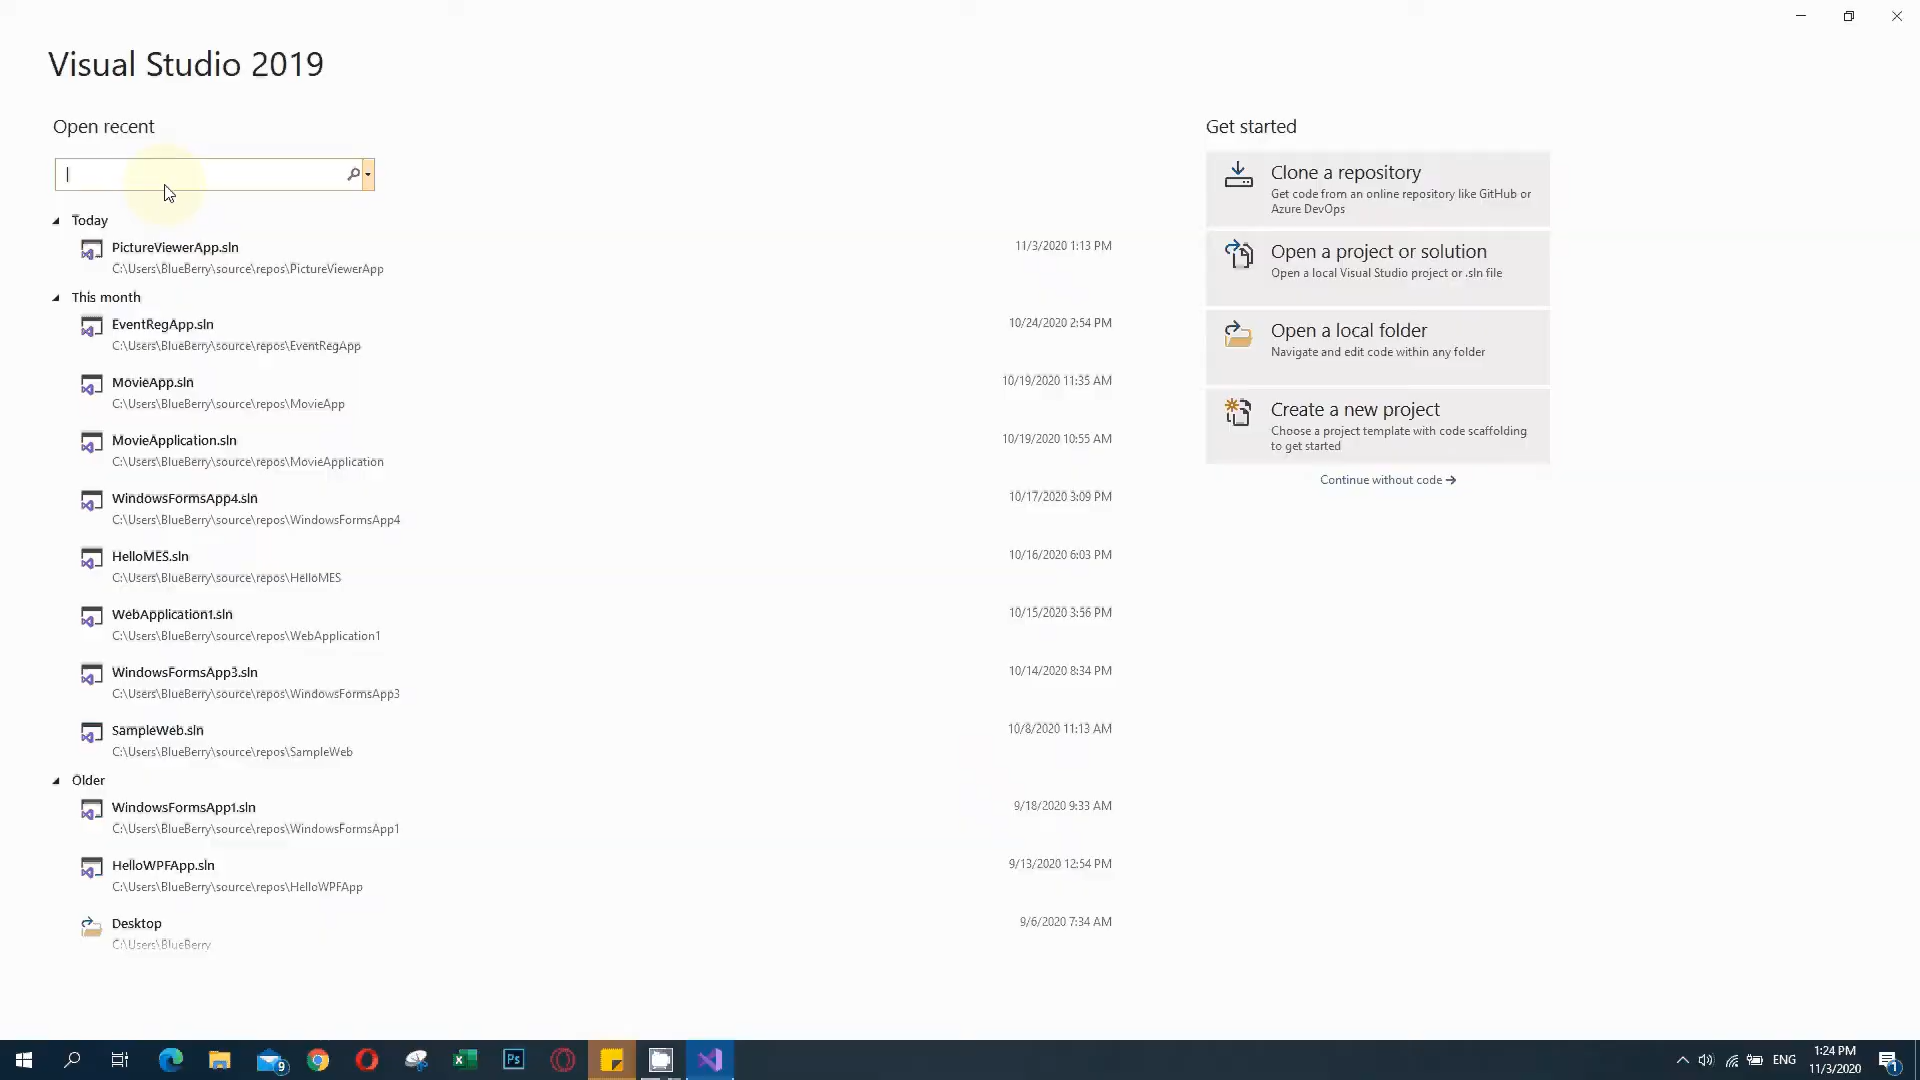 Visual Studio 2019
Open recent
Today
PictureViewerApp.sln
11/3/2020 1:13 PM
C:\Users\BlueBerry\source\repos\PictureViewerApp
This month
EventRegApp.sln
10/24/2020 2:54 PM
C:\Users\BlueBerry\source\repos\EventRegApp
MovieApp.sln
10/19/2020 11:35 AM
C:\Users\BlueBerry\source\repos\MovieApp
MovieApplication.sln
10/19/2020 10:55 AM
C:\Users\BlueBerry\source\repos\MovieApplication
WindowsFormsApp4.sln
10/17/2020 3:09 PM
C:\Users\BlueBerry\source\repos\WindowsFormsApp4
HelloMES.sln
10/16/2020 6:03 PM
C:\Users\BlueBerry\source\repos\HelloMES
WebApplication1.sln
10/15/2020 3:56 PM
C:\Users\BlueBerry\source\repos\WebApplication1
WindowsFormsApp3.sln
10/14/2020 8:34 PM
C:\Users\BlueBerry\source\repos\WindowsFormsApp3
SampleWeb.sln
10/8/2020 11:13 AM
C:\Users\BlueBerry\source\repos\SampleWeb
Older
WindowsFormsApp1.sln
9/18/2020 9:33 AM
C:\Users\BlueBerry\source\repos\WindowsFormsApp1
HelloWPFApp.sln
9/13/2020 12:54 PM
C:\Users\BlueBerry\source\repos\HelloWPFApp
Desktop
9/6/2020 7:34 AM
C:\Users\BlueBerry
Get started
Clone a repository
Get code from an online repository like GitHub or
Azure DevOps
Open a project or solution
Open a local Visual Studio project or .sln file
Open a local folder
Navigate and edit code within any folder
Create a new project
Choose a project template with code scaffolding
to get started
Continue without code →
9
Ps
ENG
1:24 PM
11/3/2020
1